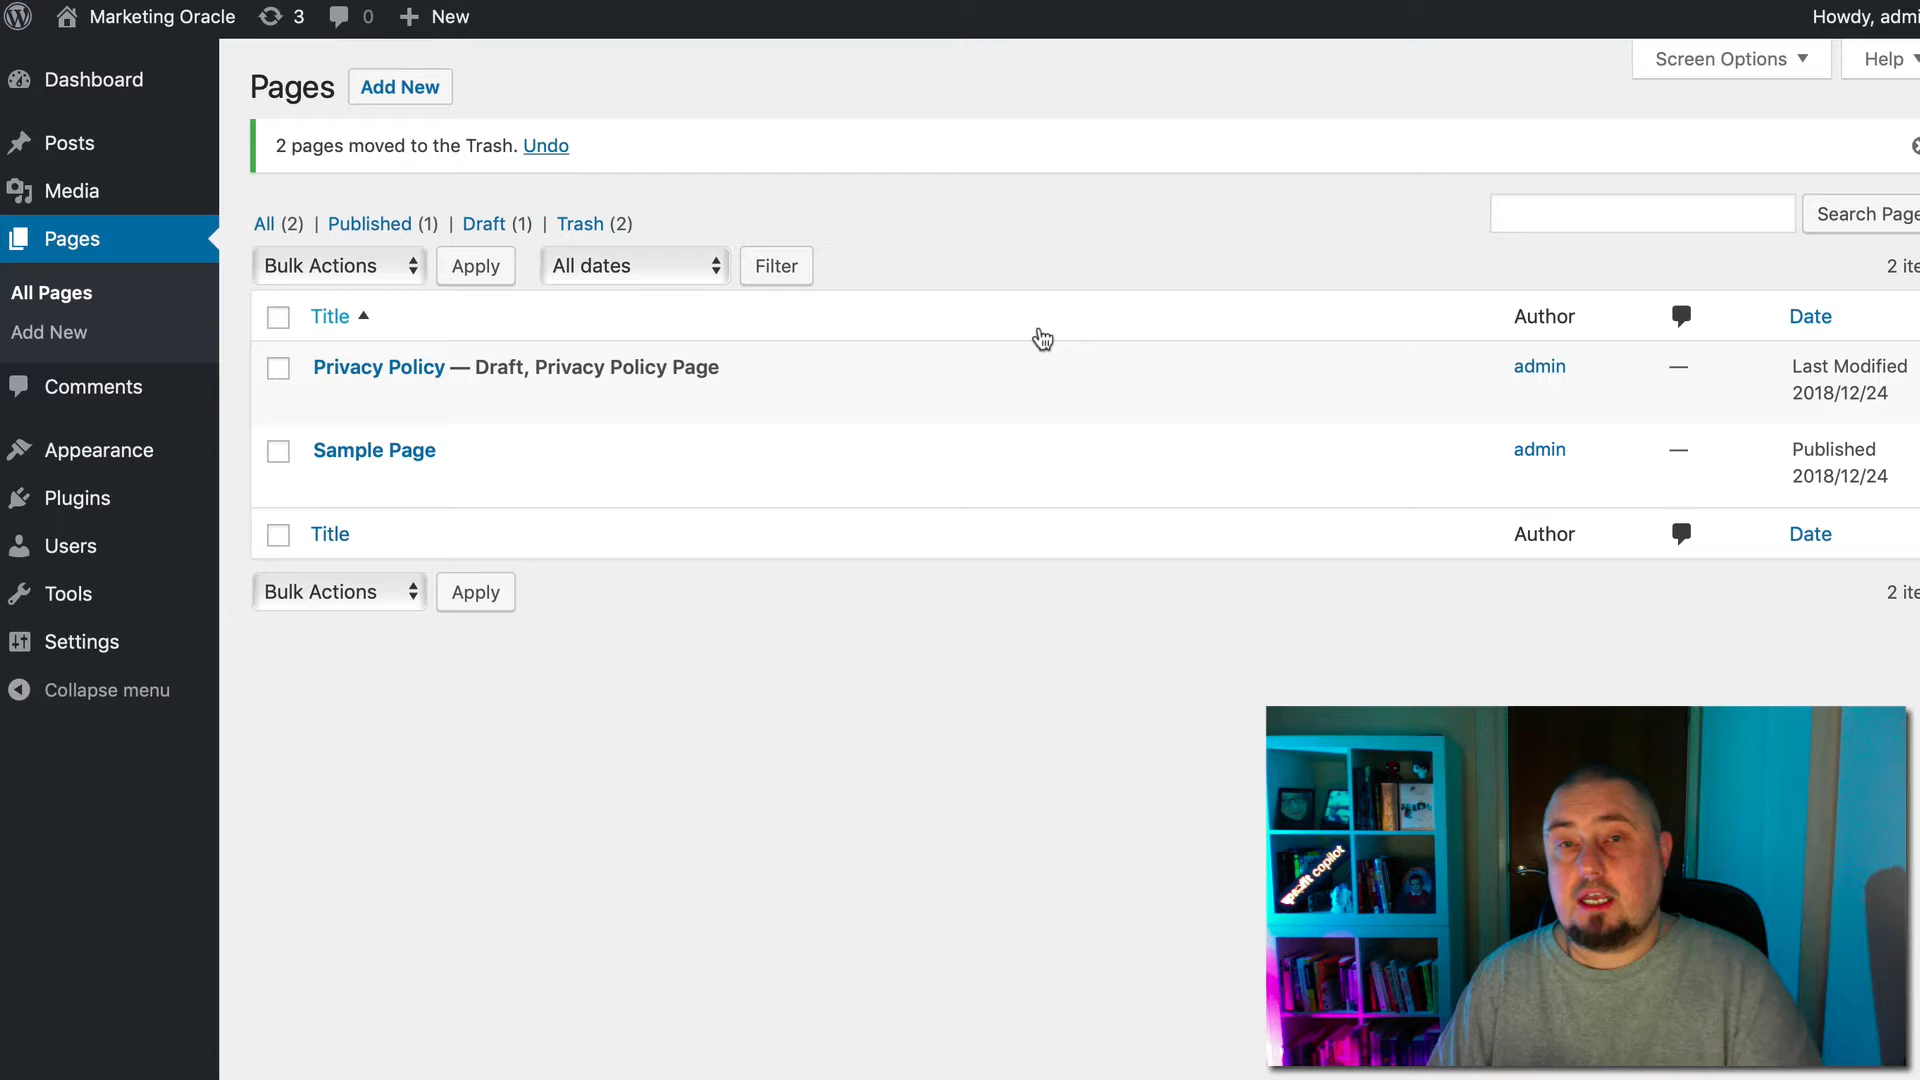 Marketing Oracle 3 0 New
Howdy, admi
Dashboard
Posts
Media
Pages
All Pages
Add New
Comments
Appearance
Plugins
Users
Tools
Settings
Collapse menu
Screen Options ▼ Help
Pages Add New
2 pages moved to the Trash. Undo
All (2) | Published (1) | Draft (1) | Trash (2)
Search Page
Bulk Actions Apply All dates Filter
2 ite
Title Author Date
Privacy Policy — Draft, Privacy Policy Page admin — Last Modified
2018/12/24
Sample Page admin — Published
2018/12/24
Title Author Date
Bulk Actions Apply
2 ite
profit copilot